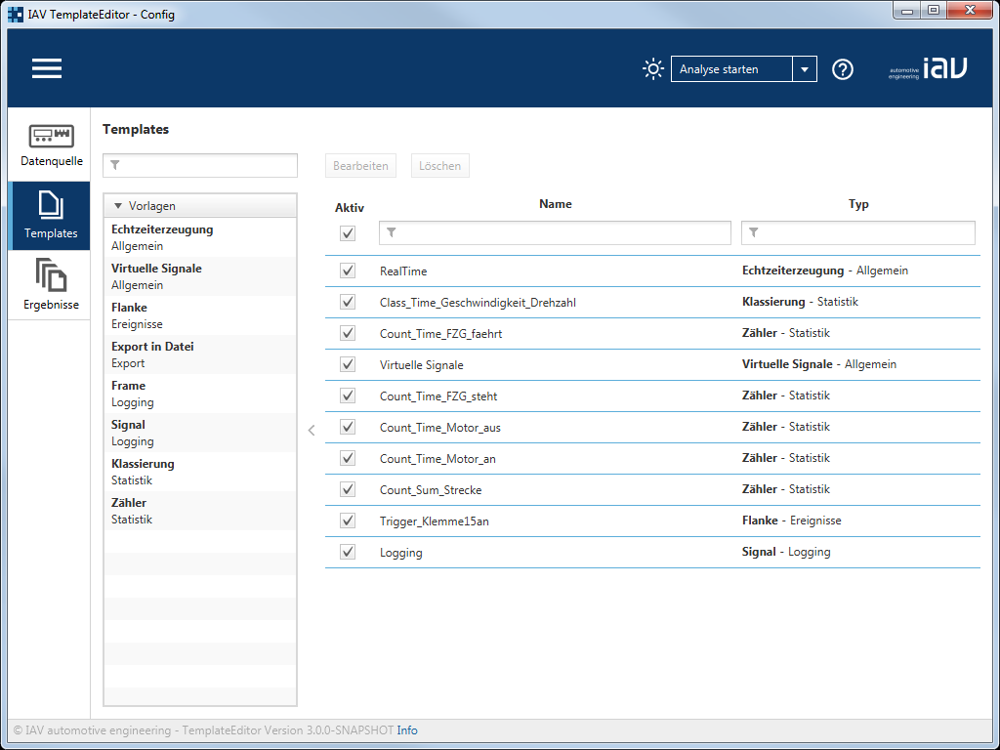 IAV TemplateEditor - Config
Analyse starten
automotive
engineering
iav
Datenquelle
Templates
Ergebnisse
Templates
Vorlagen
Echtzeiterzeugung
Allgemein
Virtuelle Signale
Allgemein
Flanke
Ereignisse
Export in Datei
Export
Frame
Logging
Signal
Logging
Klassierung
Statistik
Zähler
Statistik
Bearbeiten Löschen
Aktiv Name Typ
RealTime Echtzeiterzeugung - Allgemein
Class_Time_Geschwindigkeit_Drehzahl Klassierung - Statistik
Count_Time_FZG_faehrt Zähler - Statistik
Virtuelle Signale Virtuelle Signale - Allgemein
Count_Time_FZG_steht Zähler - Statistik
Count_Time_Motor_aus Zähler - Statistik
Count_Time_Motor_an Zähler - Statistik
Count_Sum_Strecke Zähler - Statistik
Trigger_Klemme15an Flanke - Ereignisse
Logging Signal - Logging
© IAV automotive engineering - TemplateEditor Version 3.0.0-SNAPSHOT Info